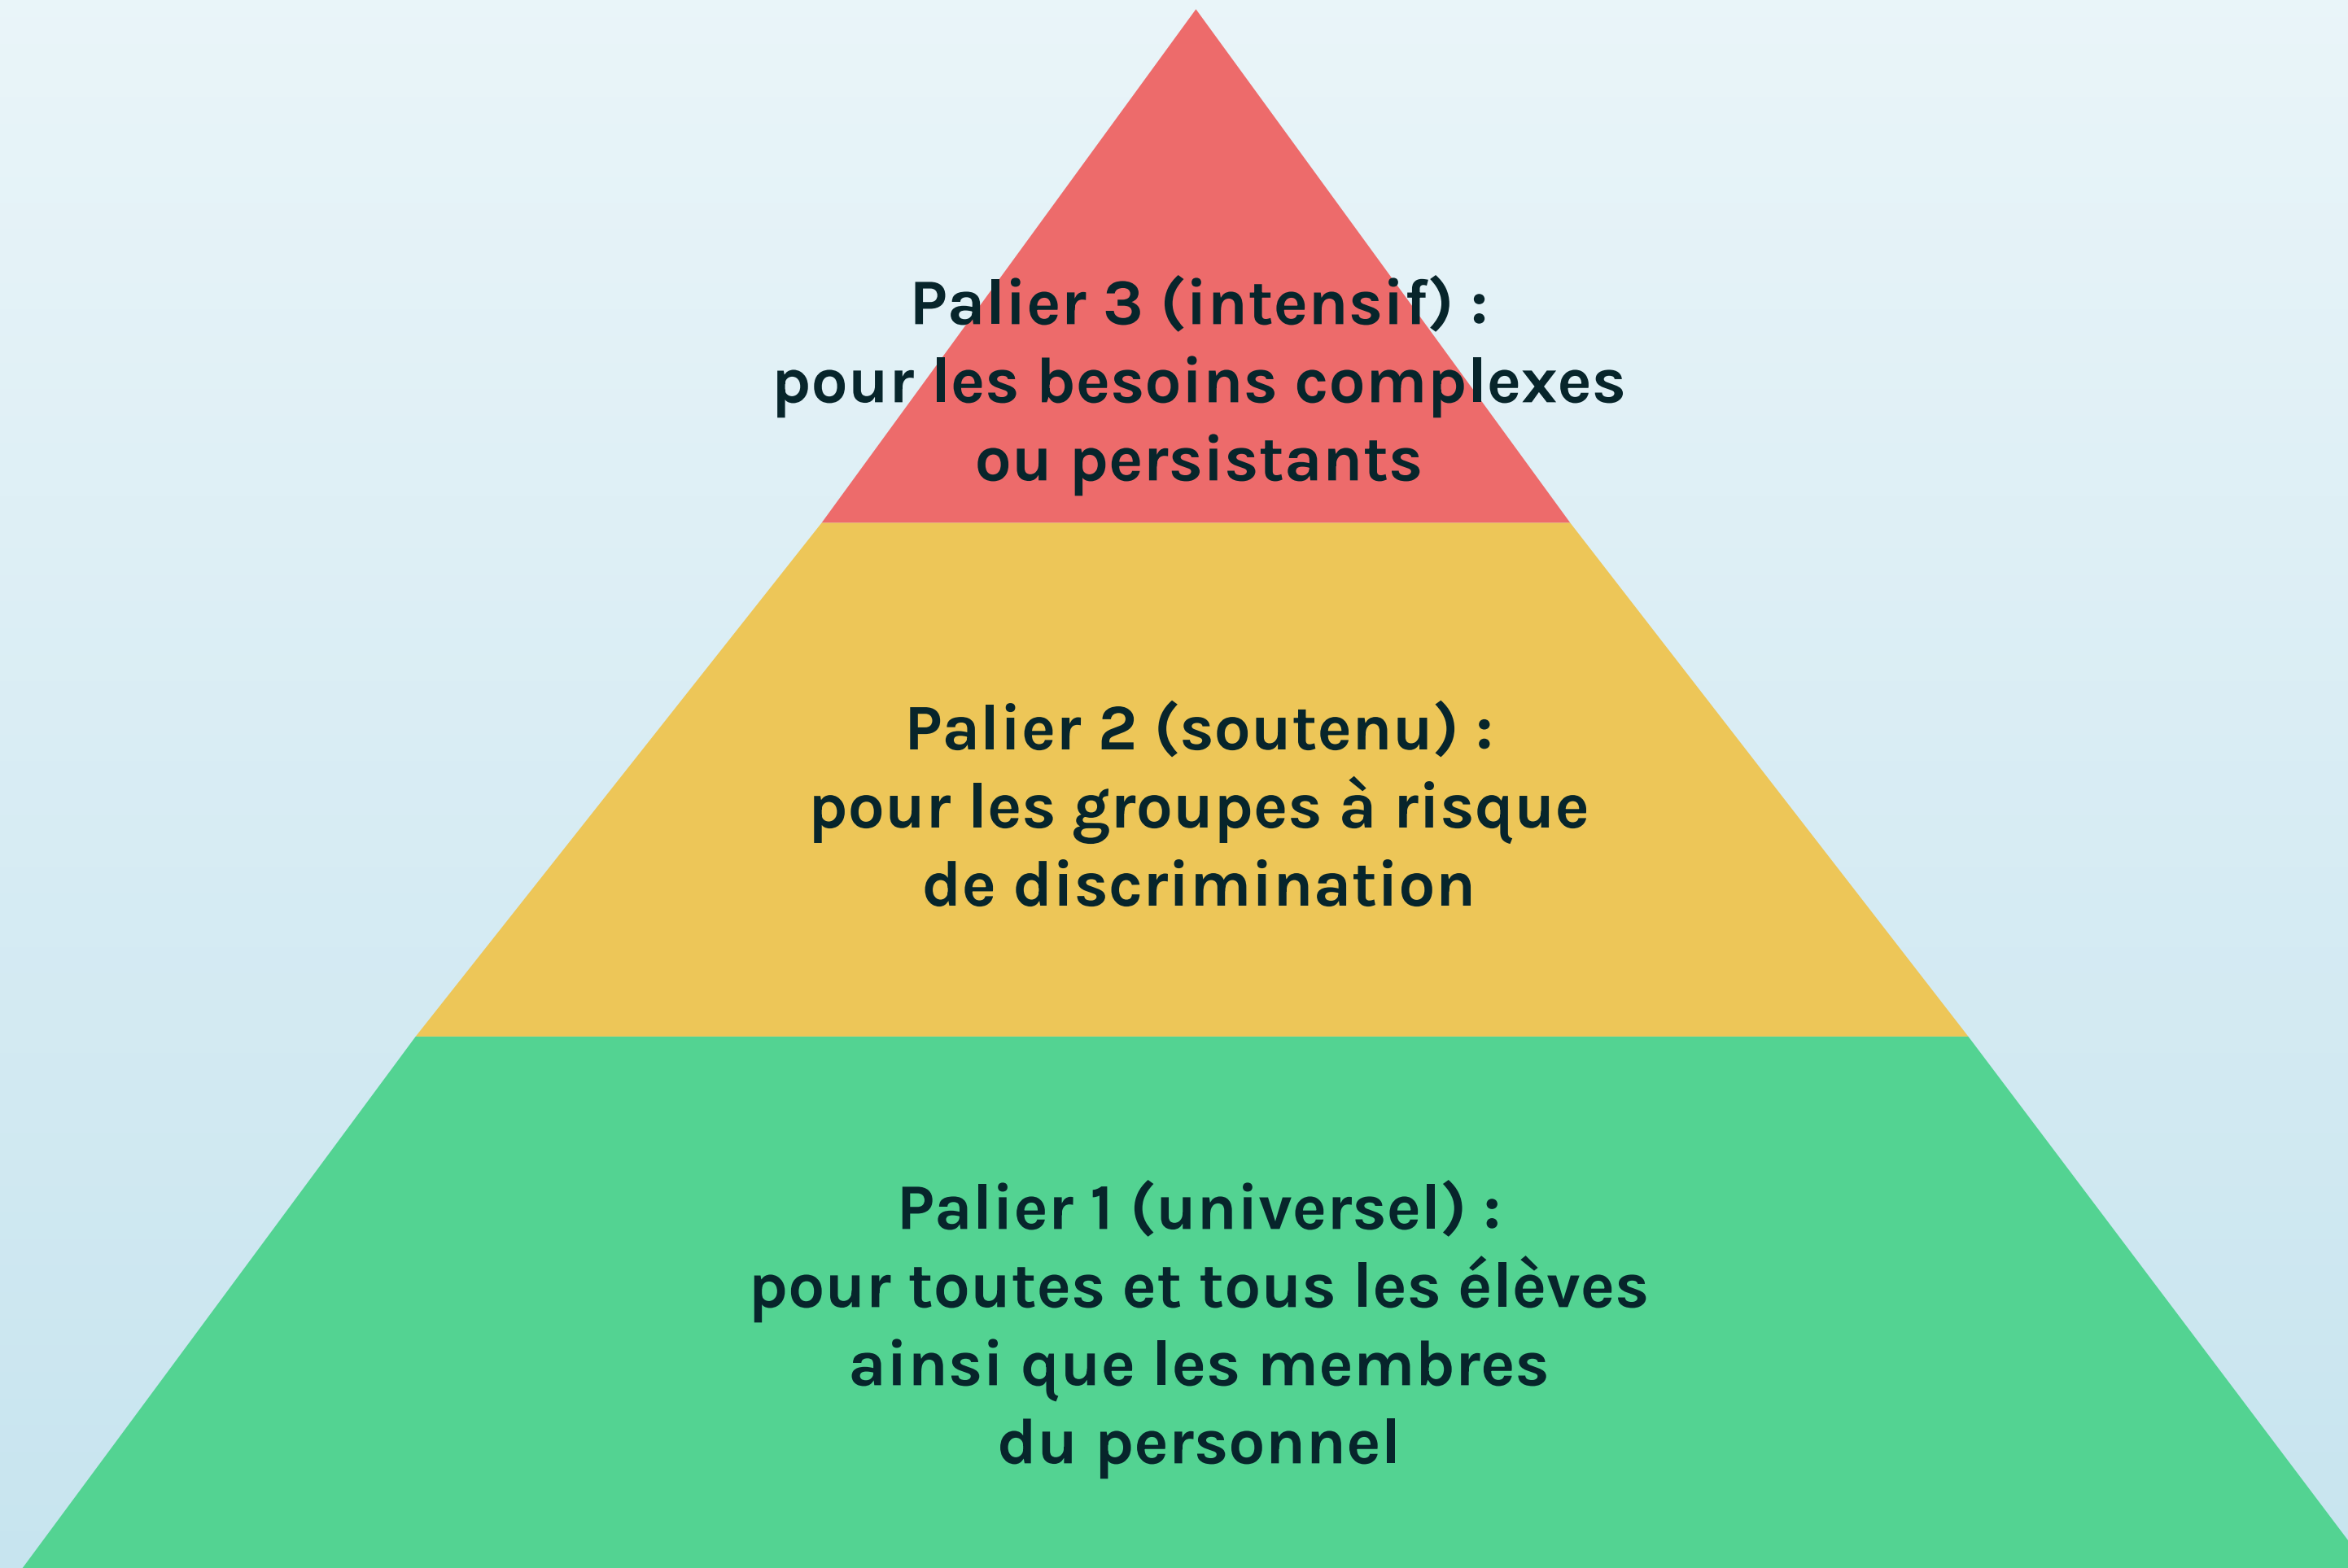 Palier 3 (intensif) :
pour les besoins complexes
ou persistants
Palier 2 (soutenu) :
pour les groupes à risque
de discrimination
Palier 1 (universel) :
pour toutes et tous les élèves
ainsi que les membres
du personnel